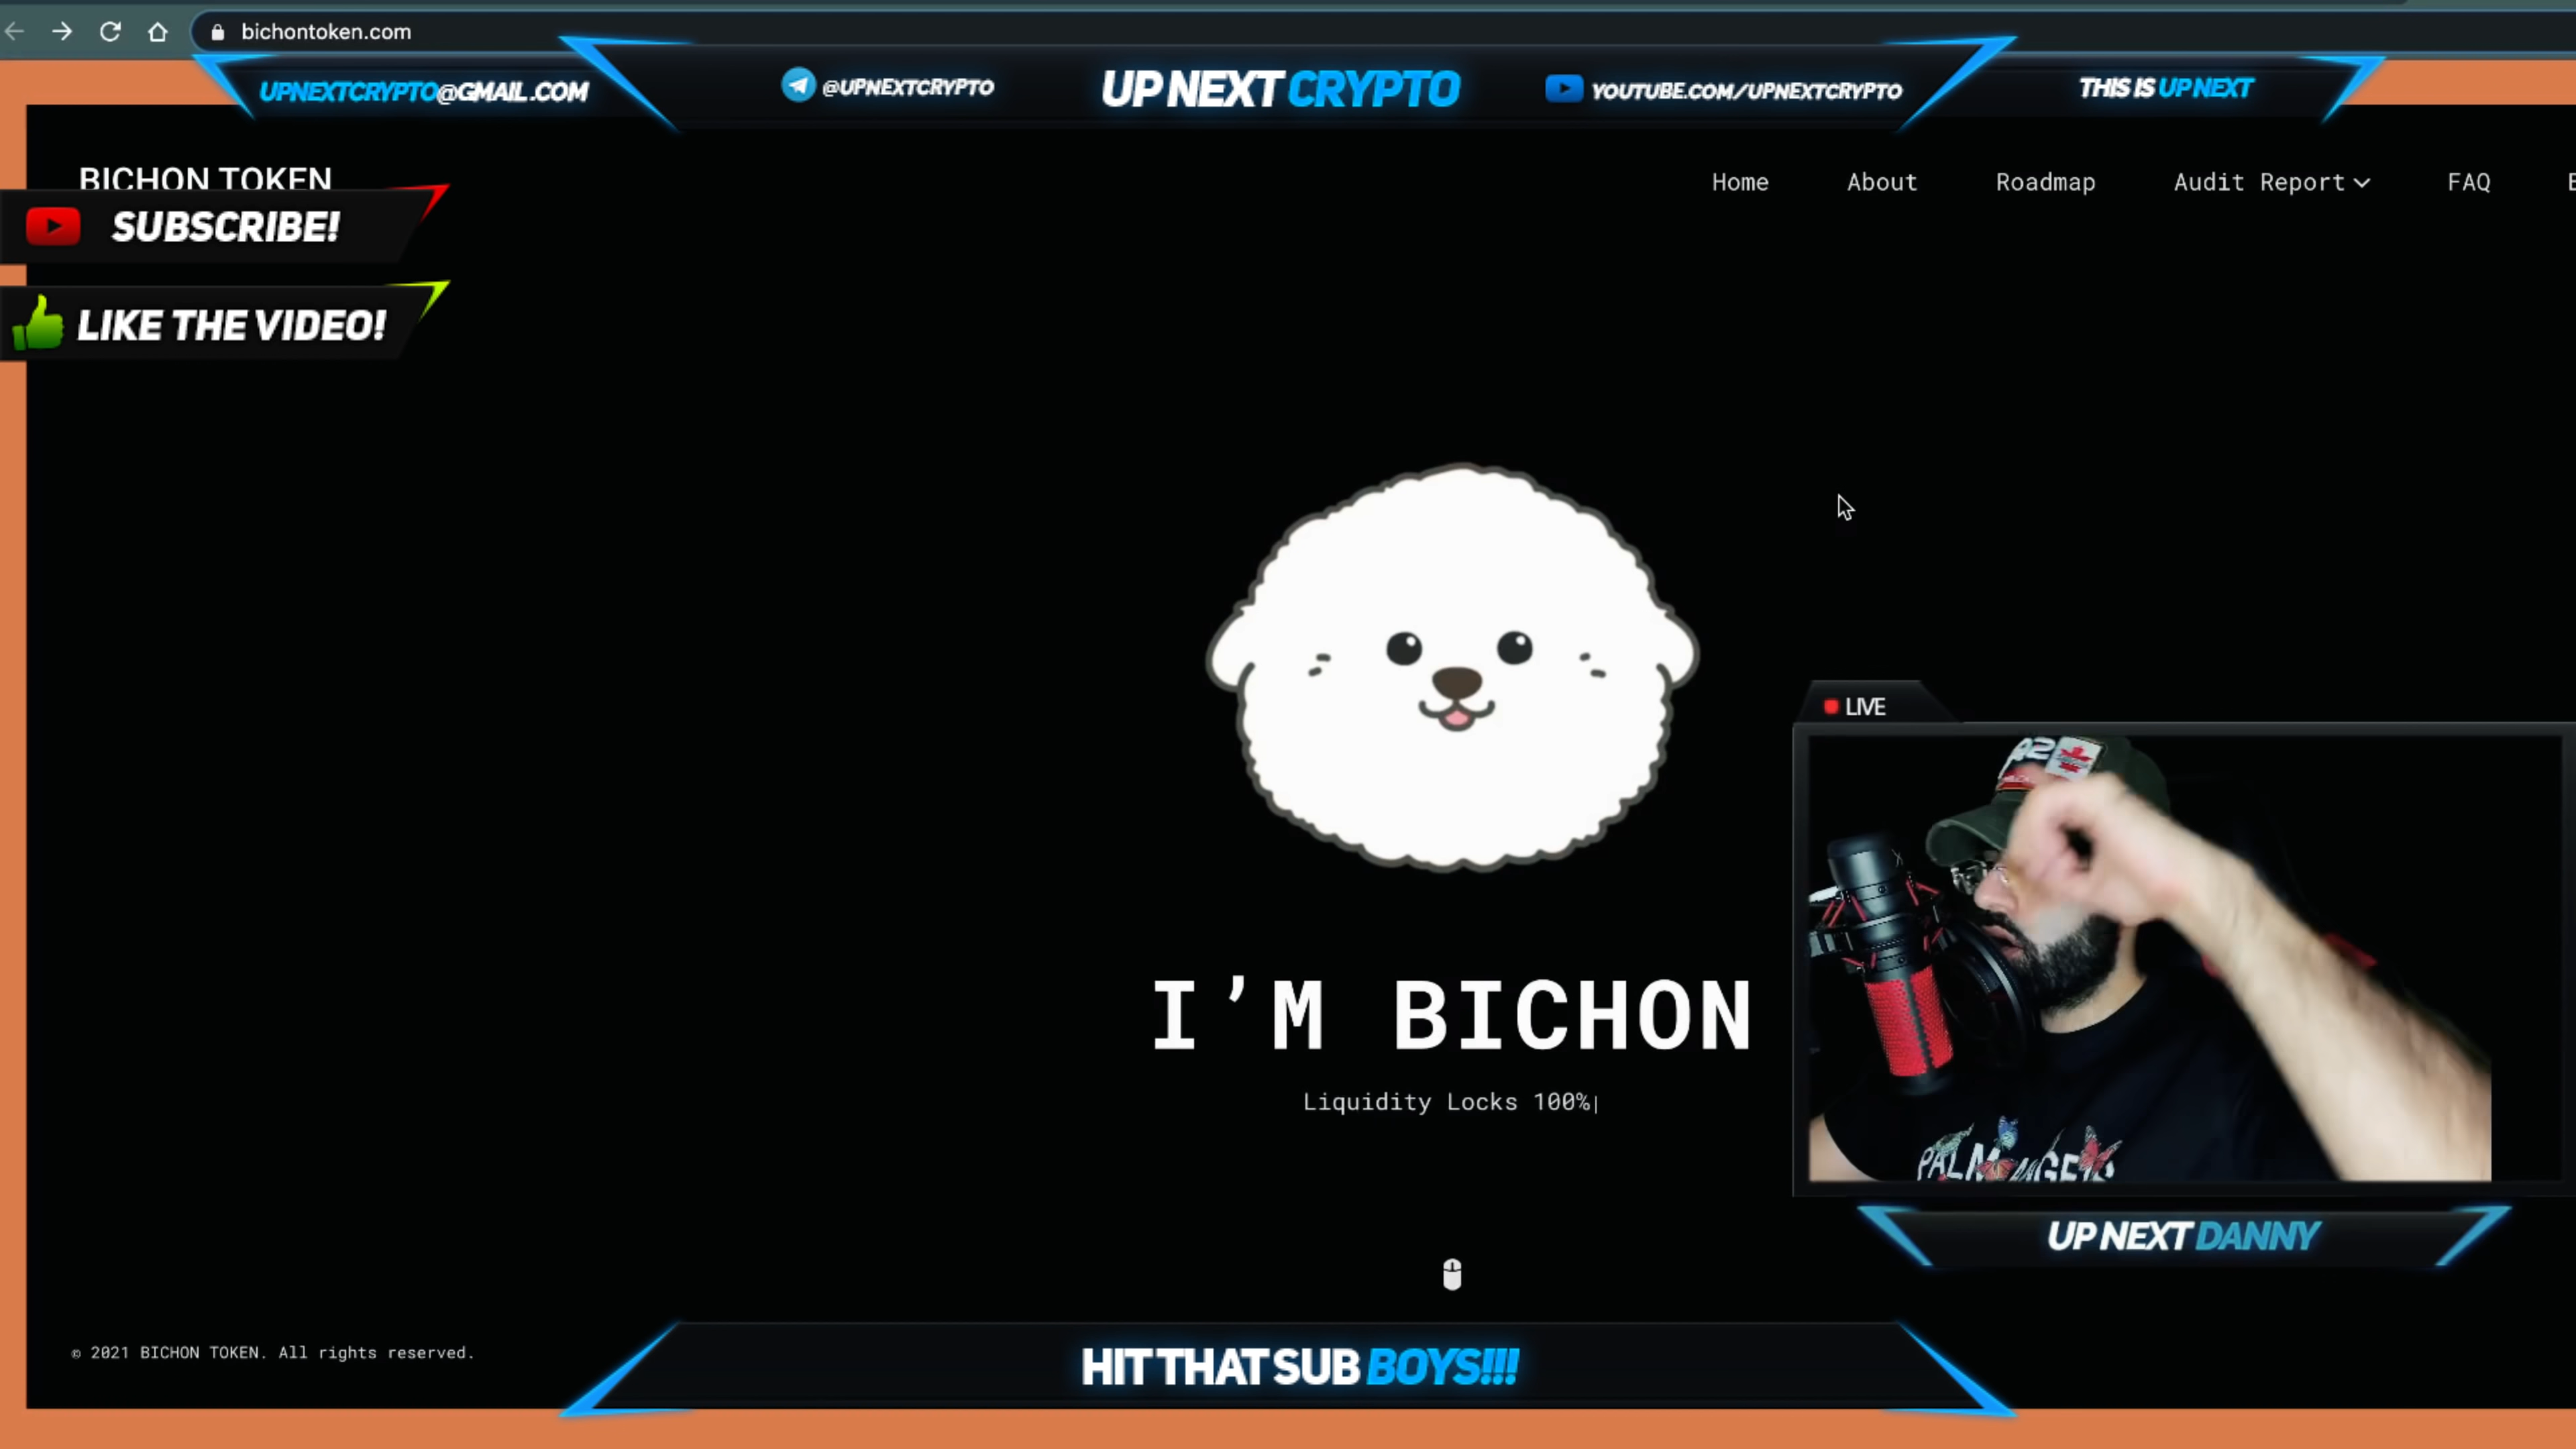 bichontoken.com
UPNEXTCRYPTO@GMAIL.COM
@UPNEXTCRYPTO
UP NEXT CRYPTO
YOUTUBE.COM/UPNEXTCRYPTO
THIS IS UP NEXT
BICHON TOKEN
Home About Roadmap Audit Report FAQ
SUBSCRIBE!
LIKE THE VIDEO!
LIVE
I'M BICHON
Liquidity Locks 100%
PALM ANGELS
UP NEXT DANNY
© 2021 BICHON TOKEN. All rights reserved.
HIT THAT SUB BOYS!!!